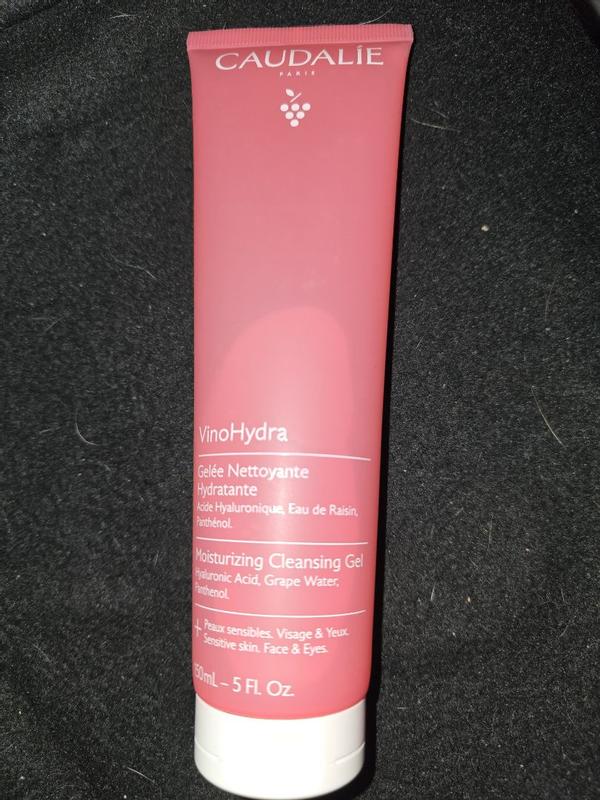 CAUDALÍE
PARIS
VinoHydra
Gelée Nettoyante
Hydratante
Acide Hyaluronique, Eau de Raisin,
Panthénol.
Moisturizing Cleansing Gel
Hyaluronic Acid, Grape Water,
Panthenol.
+ Peaux sensibles. Visage & Yeux.
Sensitive skin. Face & Eyes.
150mL – 5 Fl. Oz.